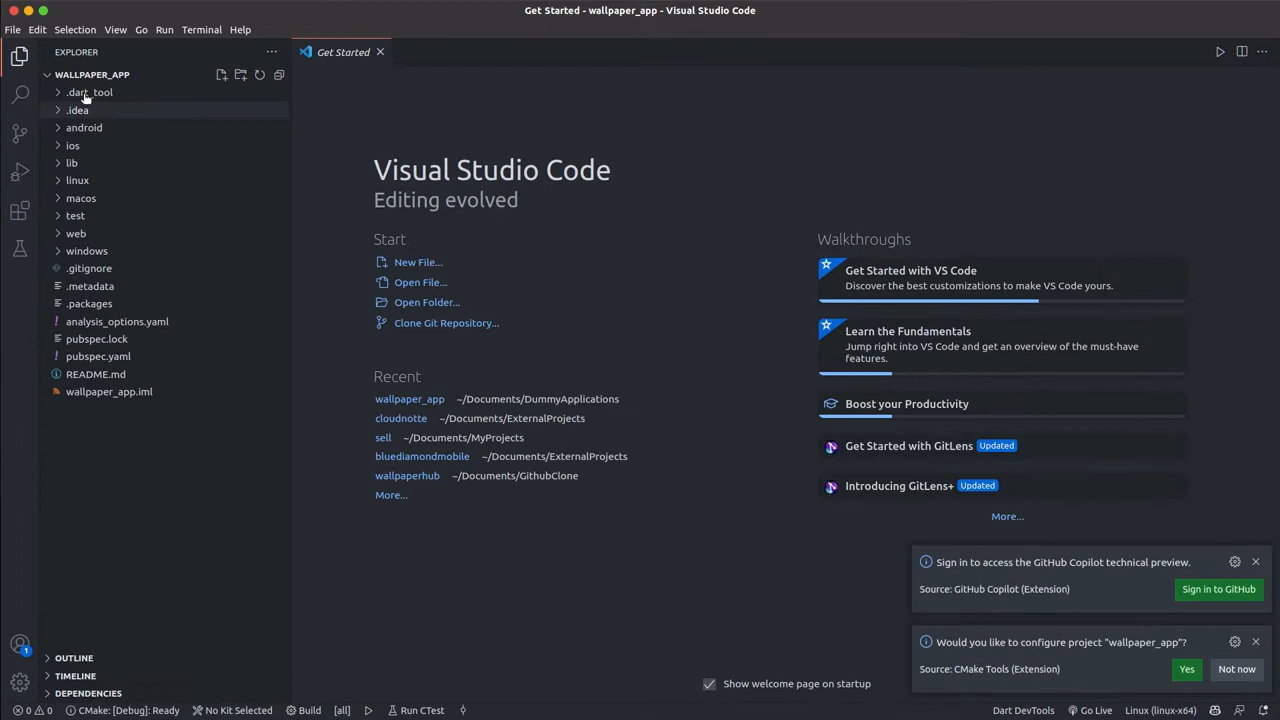 Get Started - wallpaper_app - Visual Studio Code
File Edit Selection View Go Run Terminal Help
EXPLORER
Get Started
WALLPAPER_APP
.dart_tool
.idea
android
ios
lib
linux
macos
test
web
windows
.gitignore
.metadata
.packages
! analysis_options.yaml
pubspec.lock
! pubspec.yaml
README.md
wallpaper_app.iml
OUTLINE
TIMELINE
DEPENDENCIES
Visual Studio Code
Editing evolved
Start
New File...
Open File...
Open Folder...
Clone Git Repository...
Recent
wallpaper_app ~/Documents/DummyApplications
cloudnotte ~/Documents/ExternalProjects
sell ~/Documents/MyProjects
bluediamondmobile ~/Documents/ExternalProjects
wallpaperhub ~/Documents/GithubClone
More...
Walkthroughs
Get Started with VS Code
Discover the best customizations to make VS Code yours.
Learn the Fundamentals
Jump right into VS Code and get an overview of the must-have
features.
Boost your Productivity
Get Started with GitLens Updated
Introducing GitLens+ Updated
More...
Sign in to access the GitHub Copilot technical preview.
Source: GitHub Copilot (Extension)
Sign in to GitHub
Would you like to configure project "wallpaper_app"?
Source: CMake Tools (Extension)
Yes
Not now
Show welcome page on startup
1
0 0 CMake: [Debug]: Ready No Kit Selected Build [all] Run CTest Dart DevTools Go Live Linux (linux-x64)